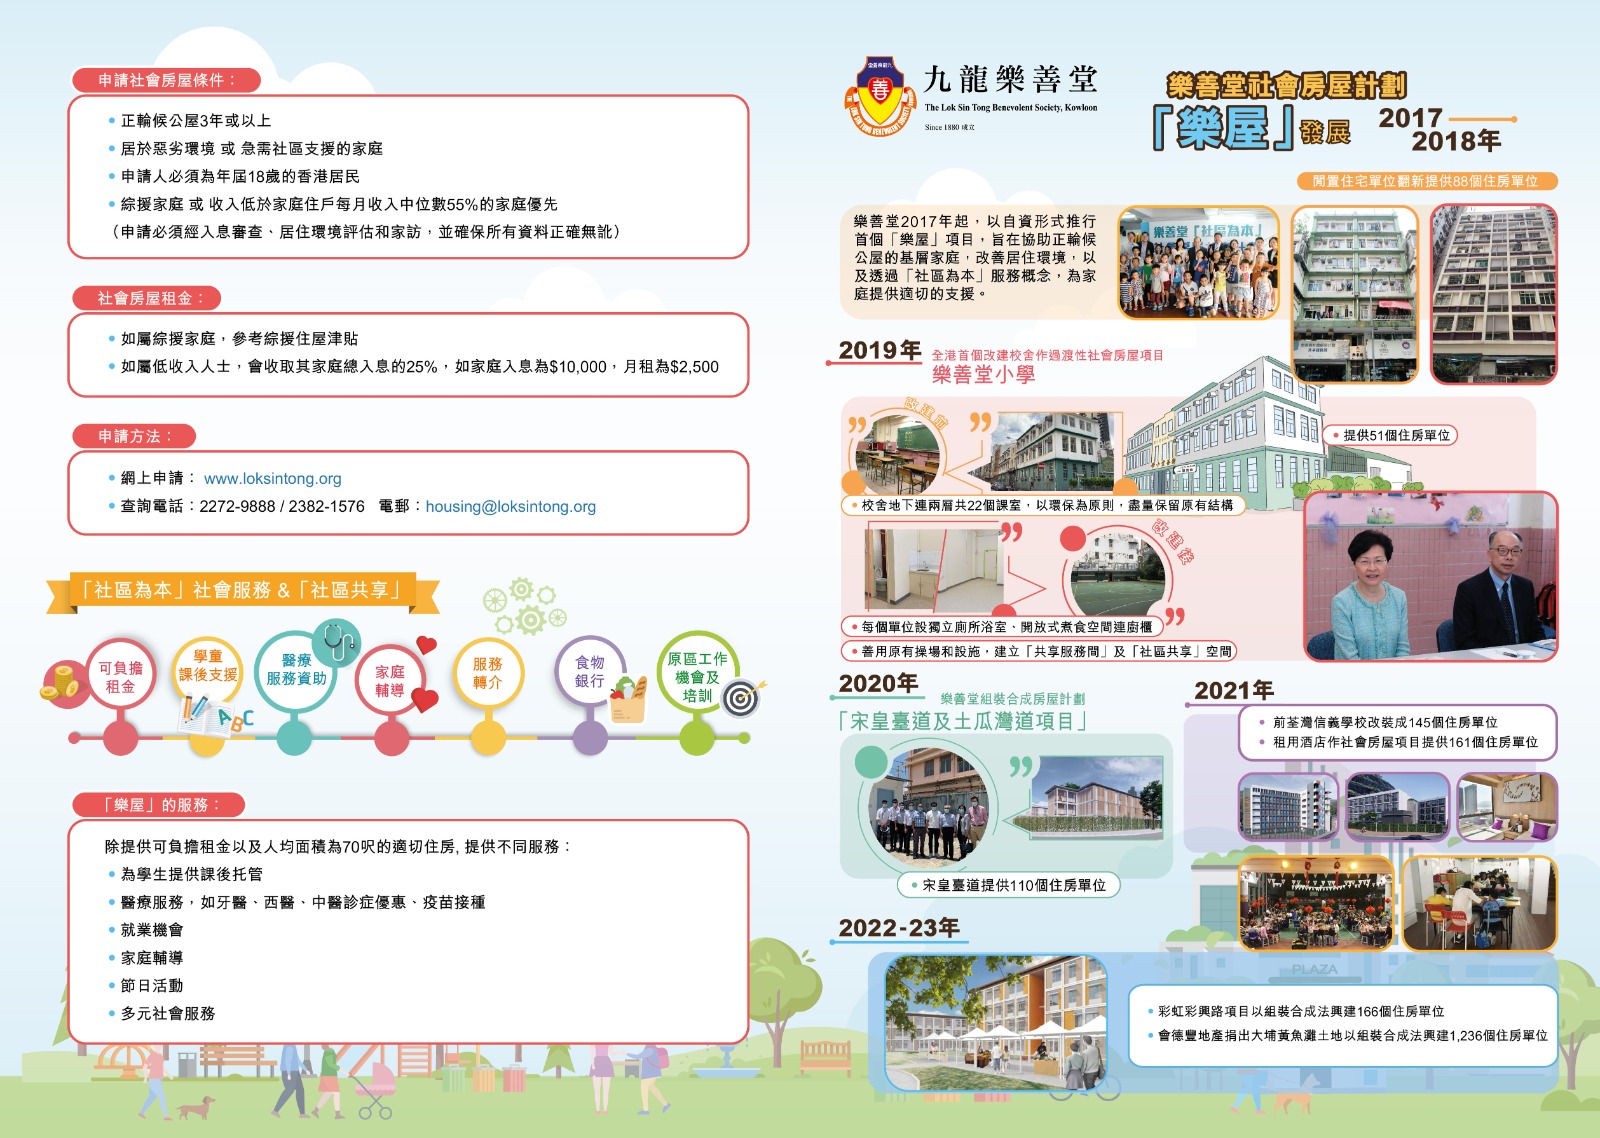 申請社會房屋條件：
• 正輪候公屋3年或以上
• 居於惡劣環境 或 急需社區支援的家庭
• 申請人必須為年屆18歲的香港居民
• 綜援家庭 或 收入低於家庭住戶每月收入中位數55%的家庭優先
（申請必須經入息審查、居住環境評估和家訪，並確保所有資料正確無訛）
社會房屋租金：
• 如屬綜援家庭，參考綜援住屋津貼
• 如屬低收入人士，會收取其家庭總入息的25%，如家庭入息為$10,000，月租為$2,500
申請方法：
• 網上申請： www.loksintong.org
• 查詢電話：2272-9888 / 2382-1576 電郵：housing@loksintong.org
「社區為本」社會服務 &「社區共享」
可負擔
租金
學童
課後支援
醫療
服務資助
家庭
輔導
服務
轉介
食物
銀行
原區工作
機會及
培訓
ABC
「樂屋」的服務：
除提供可負擔租金以及人均面積為70呎的適切住房, 提供不同服務：
• 為學生提供課後托管
• 醫療服務，如牙醫、西醫、中醫診症優惠、疫苗接種
• 就業機會
• 家庭輔導
• 節日活動
• 多元社會服務
善
九龍樂善堂
The Lok Sin Tong Benevolent Society, Kowloon
Since 1880 成立
樂善堂社會房屋計劃
「樂屋」發展
2017
2018年
閒置住宅單位翻新提供88個住房單位
樂善堂2017年起，以自資形式推行
首個「樂屋」項目，旨在協助正輪候
公屋的基層家庭，改善居住環境，以
及透過「社區為本」服務概念，為家
庭提供適切的支援。
樂善堂「社區為本」
2019年
全港首個改建校舍作過渡性社會房屋項目
樂善堂小學
改建前
• 提供51個住房單位
• 校舍地下連兩層共22個課室，以環保為原則，盡量保留原有結構
改建後
• 每個單位設獨立廁所浴室、開放式煮食空間連廚櫃
• 善用原有操場和設施，建立「共享服務間」及「社區共享」空間
2020年
樂善堂組裝合成房屋計劃
「宋皇臺道及土瓜灣道項目」
• 宋皇臺道提供110個住房單位
2021年
• 前荃灣信義學校改裝成145個住房單位
• 租用酒店作社會房屋項目提供161個住房單位
2022-23年
PLAZA
• 彩虹彩興路項目以組裝合成法興建166個住房單位
• 會德豐地產捐出大埔黃魚灘土地以組裝合成法興建1,236個住房單位